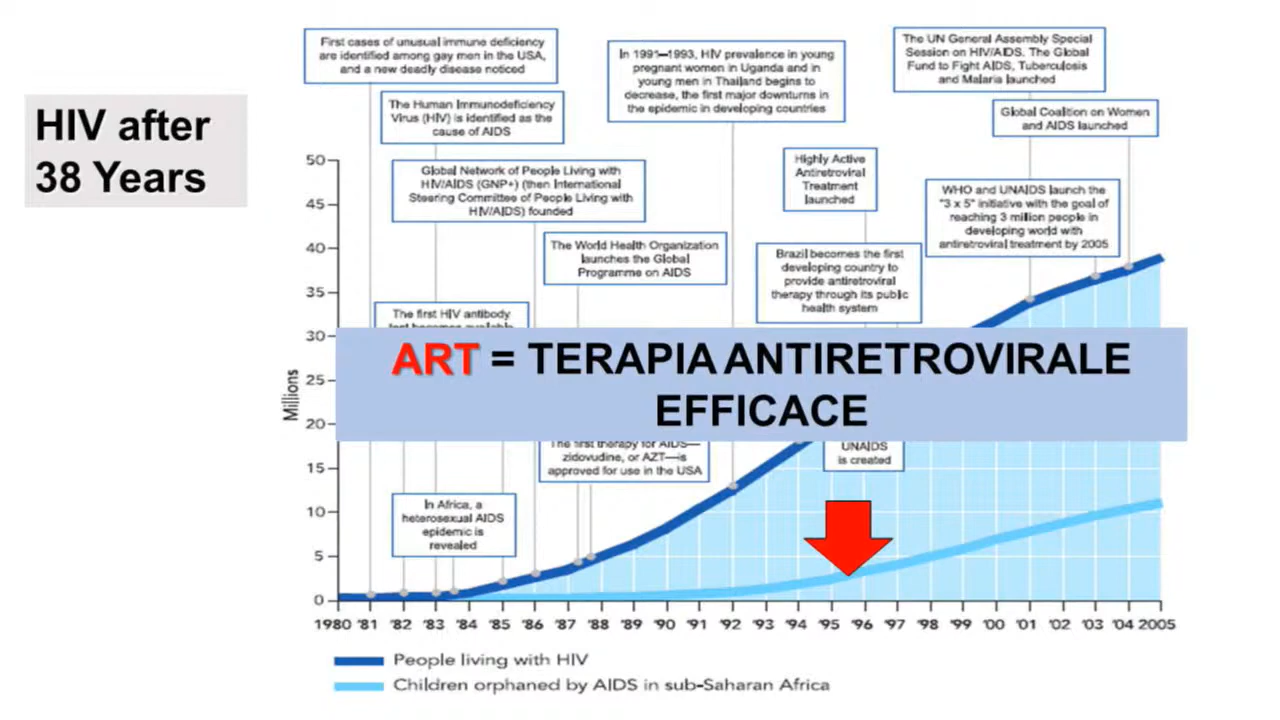 HIV after
38 Years
First cases of unusual immune deficiency
are identified among gay men in the USA,
and a new deadly disease noticed
The Human Immunodeficiency
Virus (HIV) is identified as the
cause of AIDS
Global Network of People Living with
HIV/AIDS (GNP+) (then International
Steering Committee of People Living with
HIV/AIDS) founded
The World Health Organization
launches the Global
Programme on AIDS
The first HIV antibody
In 1991–1993, HIV prevalence in young
pregnant women in Uganda and in
young men in Thailand begins to
decrease, the first major downturns in
the epidemic in developing countries
Highly Active
Antiretroviral
Treatment
launched
Brazil becomes the first
developing country to
provide antiretroviral
therapy through its public
health system
The UN General Assembly Special
Session on HIV/AIDS. The Global
Fund to Fight AIDS, Tuberculosis
and Malaria launched
Global Coalition on Women
and AIDS launched
WHO and UNAIDS launch the
"3 x 5" initiative with the goal of
reaching 3 million people in
developing world with
antiretroviral treatment by 2005
ART = TERAPIA ANTIRETROVIRALE
EFFICACE
The first therapy for AIDS—
zidovudine, or AZT—is
approved for use in the USA
UNAIDS
is created
In Africa, a
heterosexual AIDS
epidemic is
revealed
Millions
50
45
40
35
30
25
20
15
10
5
0
1980 '81 '82 '83 '84 '85 '86 '87 '88 '89 '90 '91 '92 '93 '94 '95 '96 '97 '98 '99 '00 '01 '02 '03 '04 2005
People living with HIV
Children orphaned by AIDS in sub-Saharan Africa